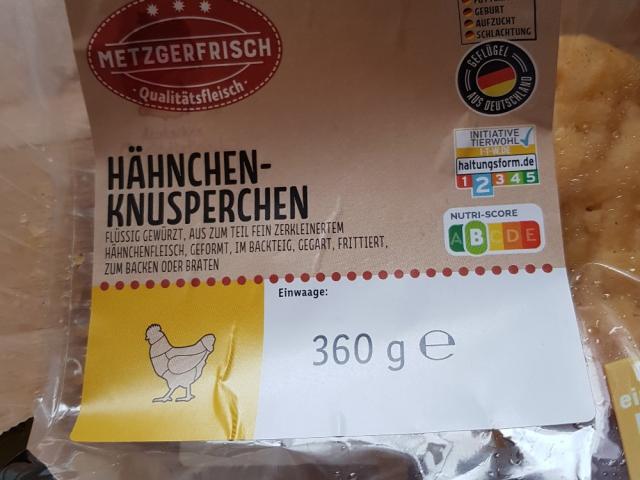 METZGERFRISCH
· Qualitätsfleisch ·
GEBURT
AUFZUCHT
SCHLACHTUNG
GEFLÜGEL
AUS DEUTSCHLAND
INITIATIVE
TIERWOHL
haltungsform.de
1 2 3 4 5
HÄHNCHEN-
KNUSPERCHEN
FLÜSSIG GEWÜRZT, AUS ZUM TEIL FEIN ZERKLEINERTEM
HÄHNCHENFLEISCH, GEFORMT, IM BACKTEIG, GEGART, FRITTIERT,
ZUM BACKEN ODER BRATEN
NUTRI-SCORE
A B C D E
Einwaage:
360 g e
ei